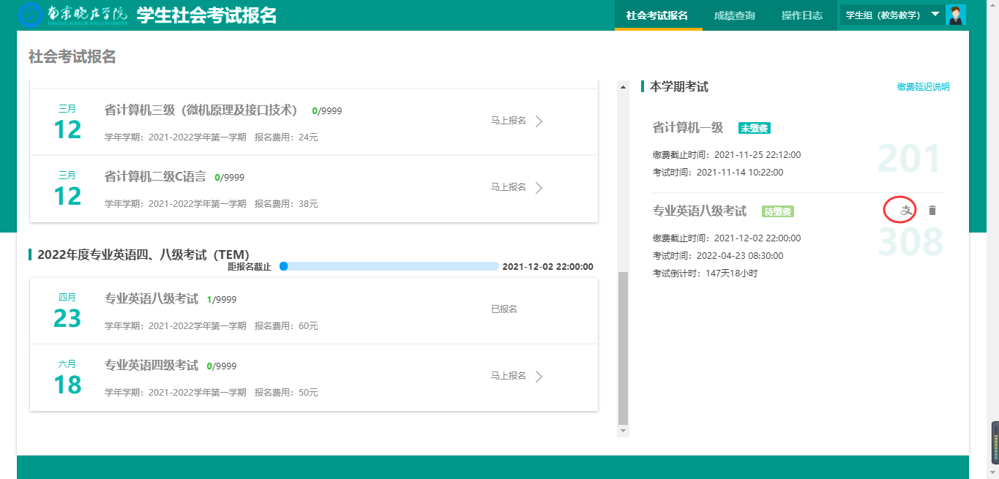 南京晓庄学院 学生社会考试报名
社会考试报名 成绩查询 操作日志 学生组（教务教学）
社会考试报名
三月
12
省计算机三级（微机原理及接口技术） 0/9999
学年学期：2021-2022学年第一学期 报名费用：24元
马上报名
三月
12
省计算机二级C语言 0/9999
学年学期：2021-2022学年第一学期 报名费用：38元
马上报名
2022年度专业英语四、八级考试（TEM）
距报名截止 2021-12-02 22:00:00
四月
23
专业英语八级考试 1/9999
学年学期：2021-2022学年第一学期 报名费用：60元
已报名
六月
18
专业英语四级考试 0/9999
学年学期：2021-2022学年第一学期 报名费用：50元
马上报名
本学期考试 缴费延迟说明
省计算机一级 未缴费
201
缴费截止时间：2021-11-25 22:12:00
考试时间：2021-11-14 10:22:00
专业英语八级考试 待缴费 支
308
缴费截止时间：2021-12-02 22:00:00
考试时间：2022-04-23 08:30:00
考试倒计时：147天18小时